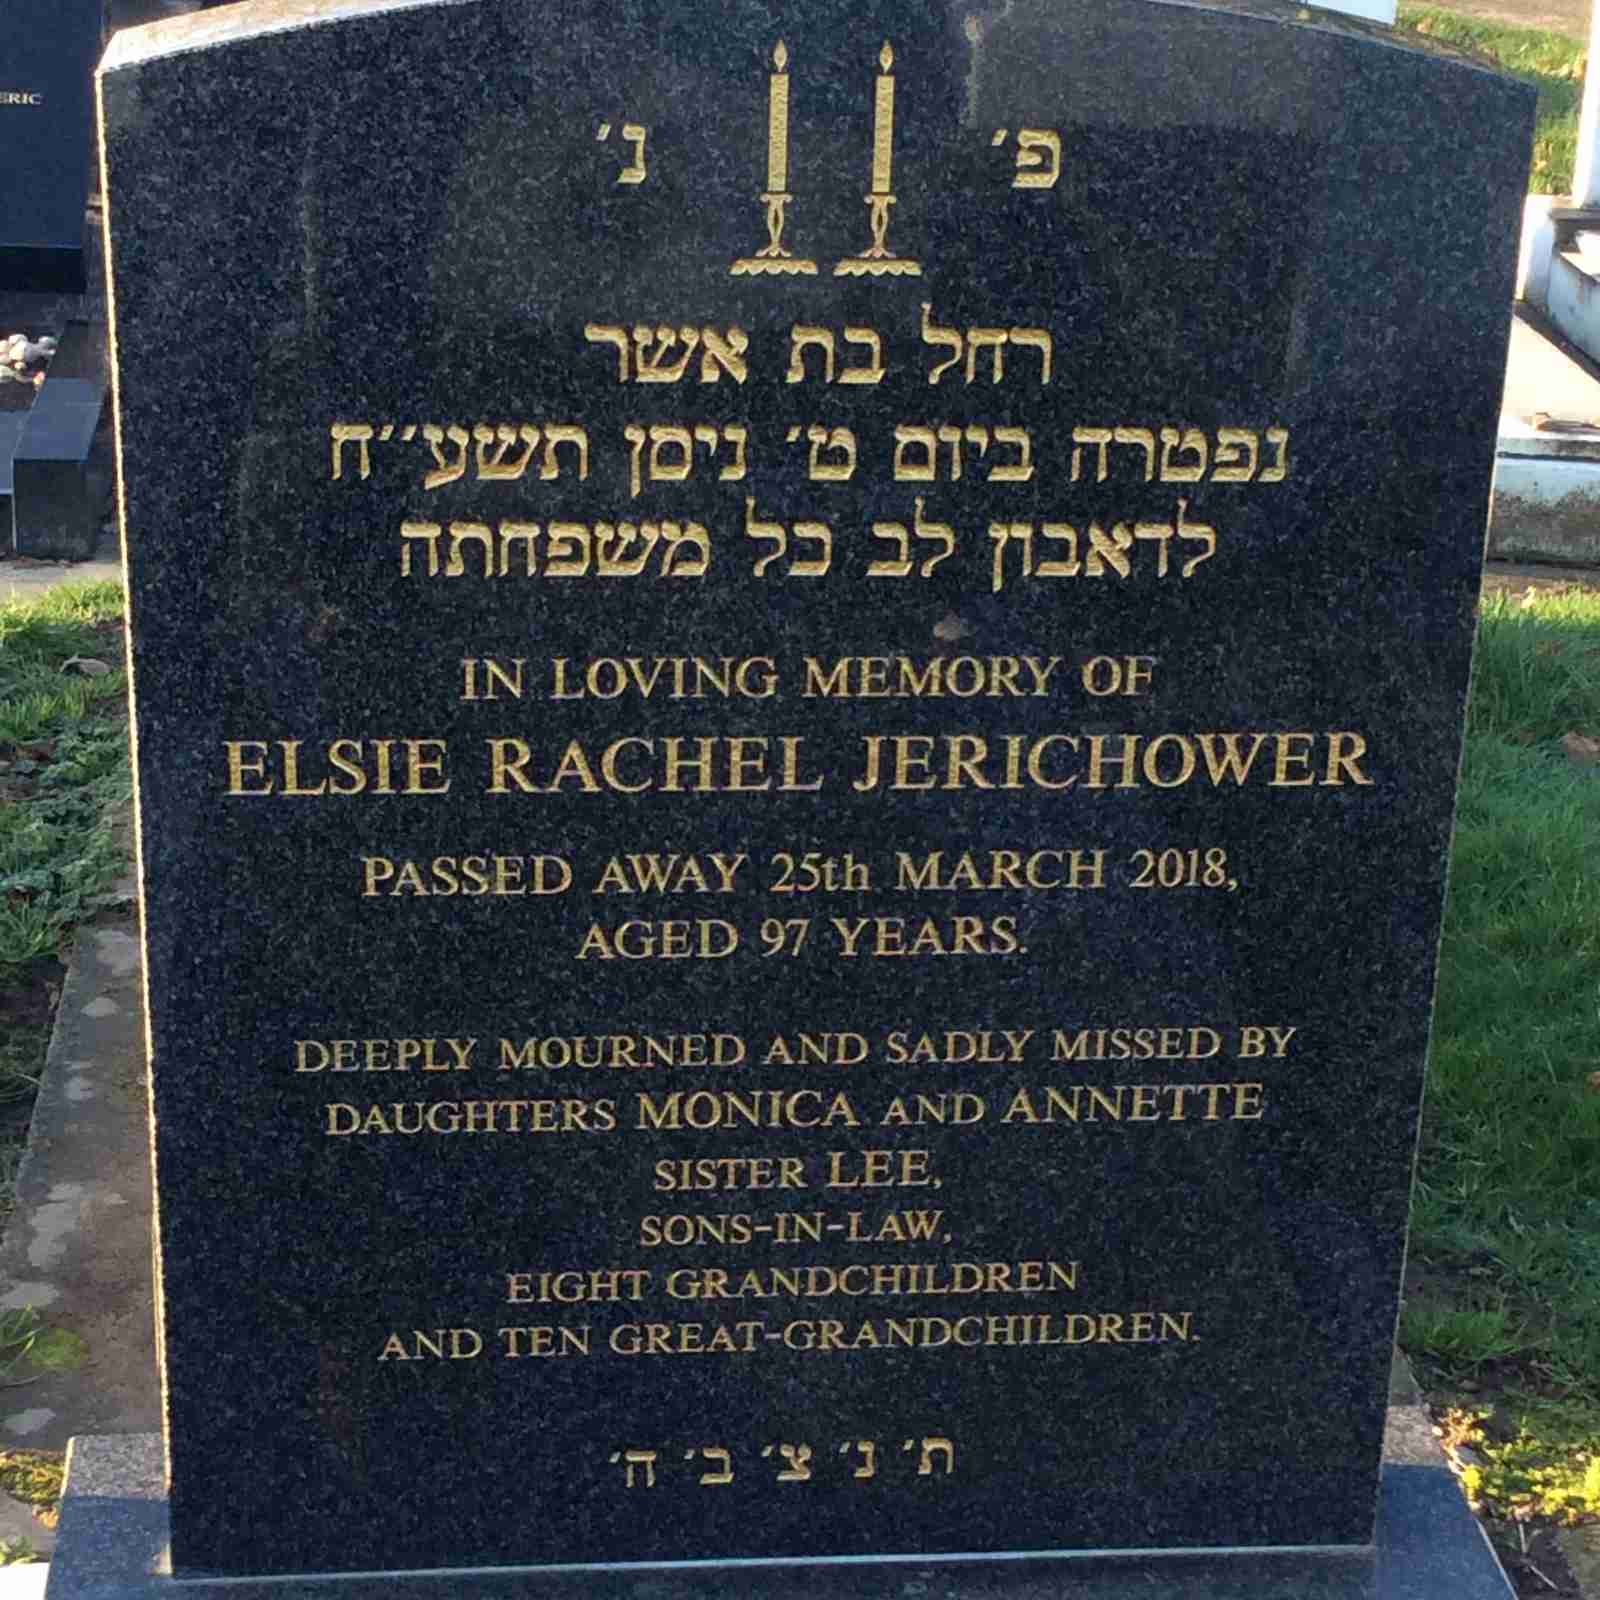 פ׳ נ׳
רחל בת אשר
נפטרה ביום ט׳ ניסן תשע״ח
לדאבון לב כל משפחתה
IN LOVING MEMORY OF
ELSIE RACHEL JERICHOWER
PASSED AWAY 25th MARCH 2018,
AGED 97 YEARS.
DEEPLY MOURNED AND SADLY MISSED BY
DAUGHTERS MONICA AND ANNETTE
SISTER LEE,
SONS-IN-LAW,
EIGHT GRANDCHILDREN
AND TEN GREAT-GRANDCHILDREN.
ת׳ נ׳ צ׳ ב׳ ה׳
ERIC